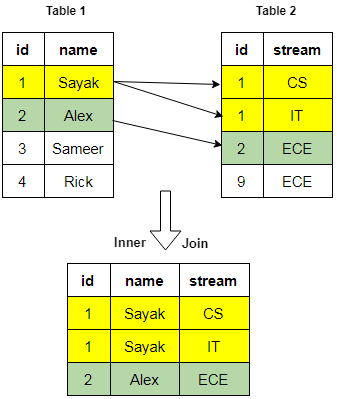 Table 1
id name
1 Sayak
2 Alex
3 Sameer
4 Rick
Table 2
id stream
1 CS
1 IT
2 ECE
9 ECE
Inner Join
id name stream
1 Sayak CS
1 Sayak IT
2 Alex ECE